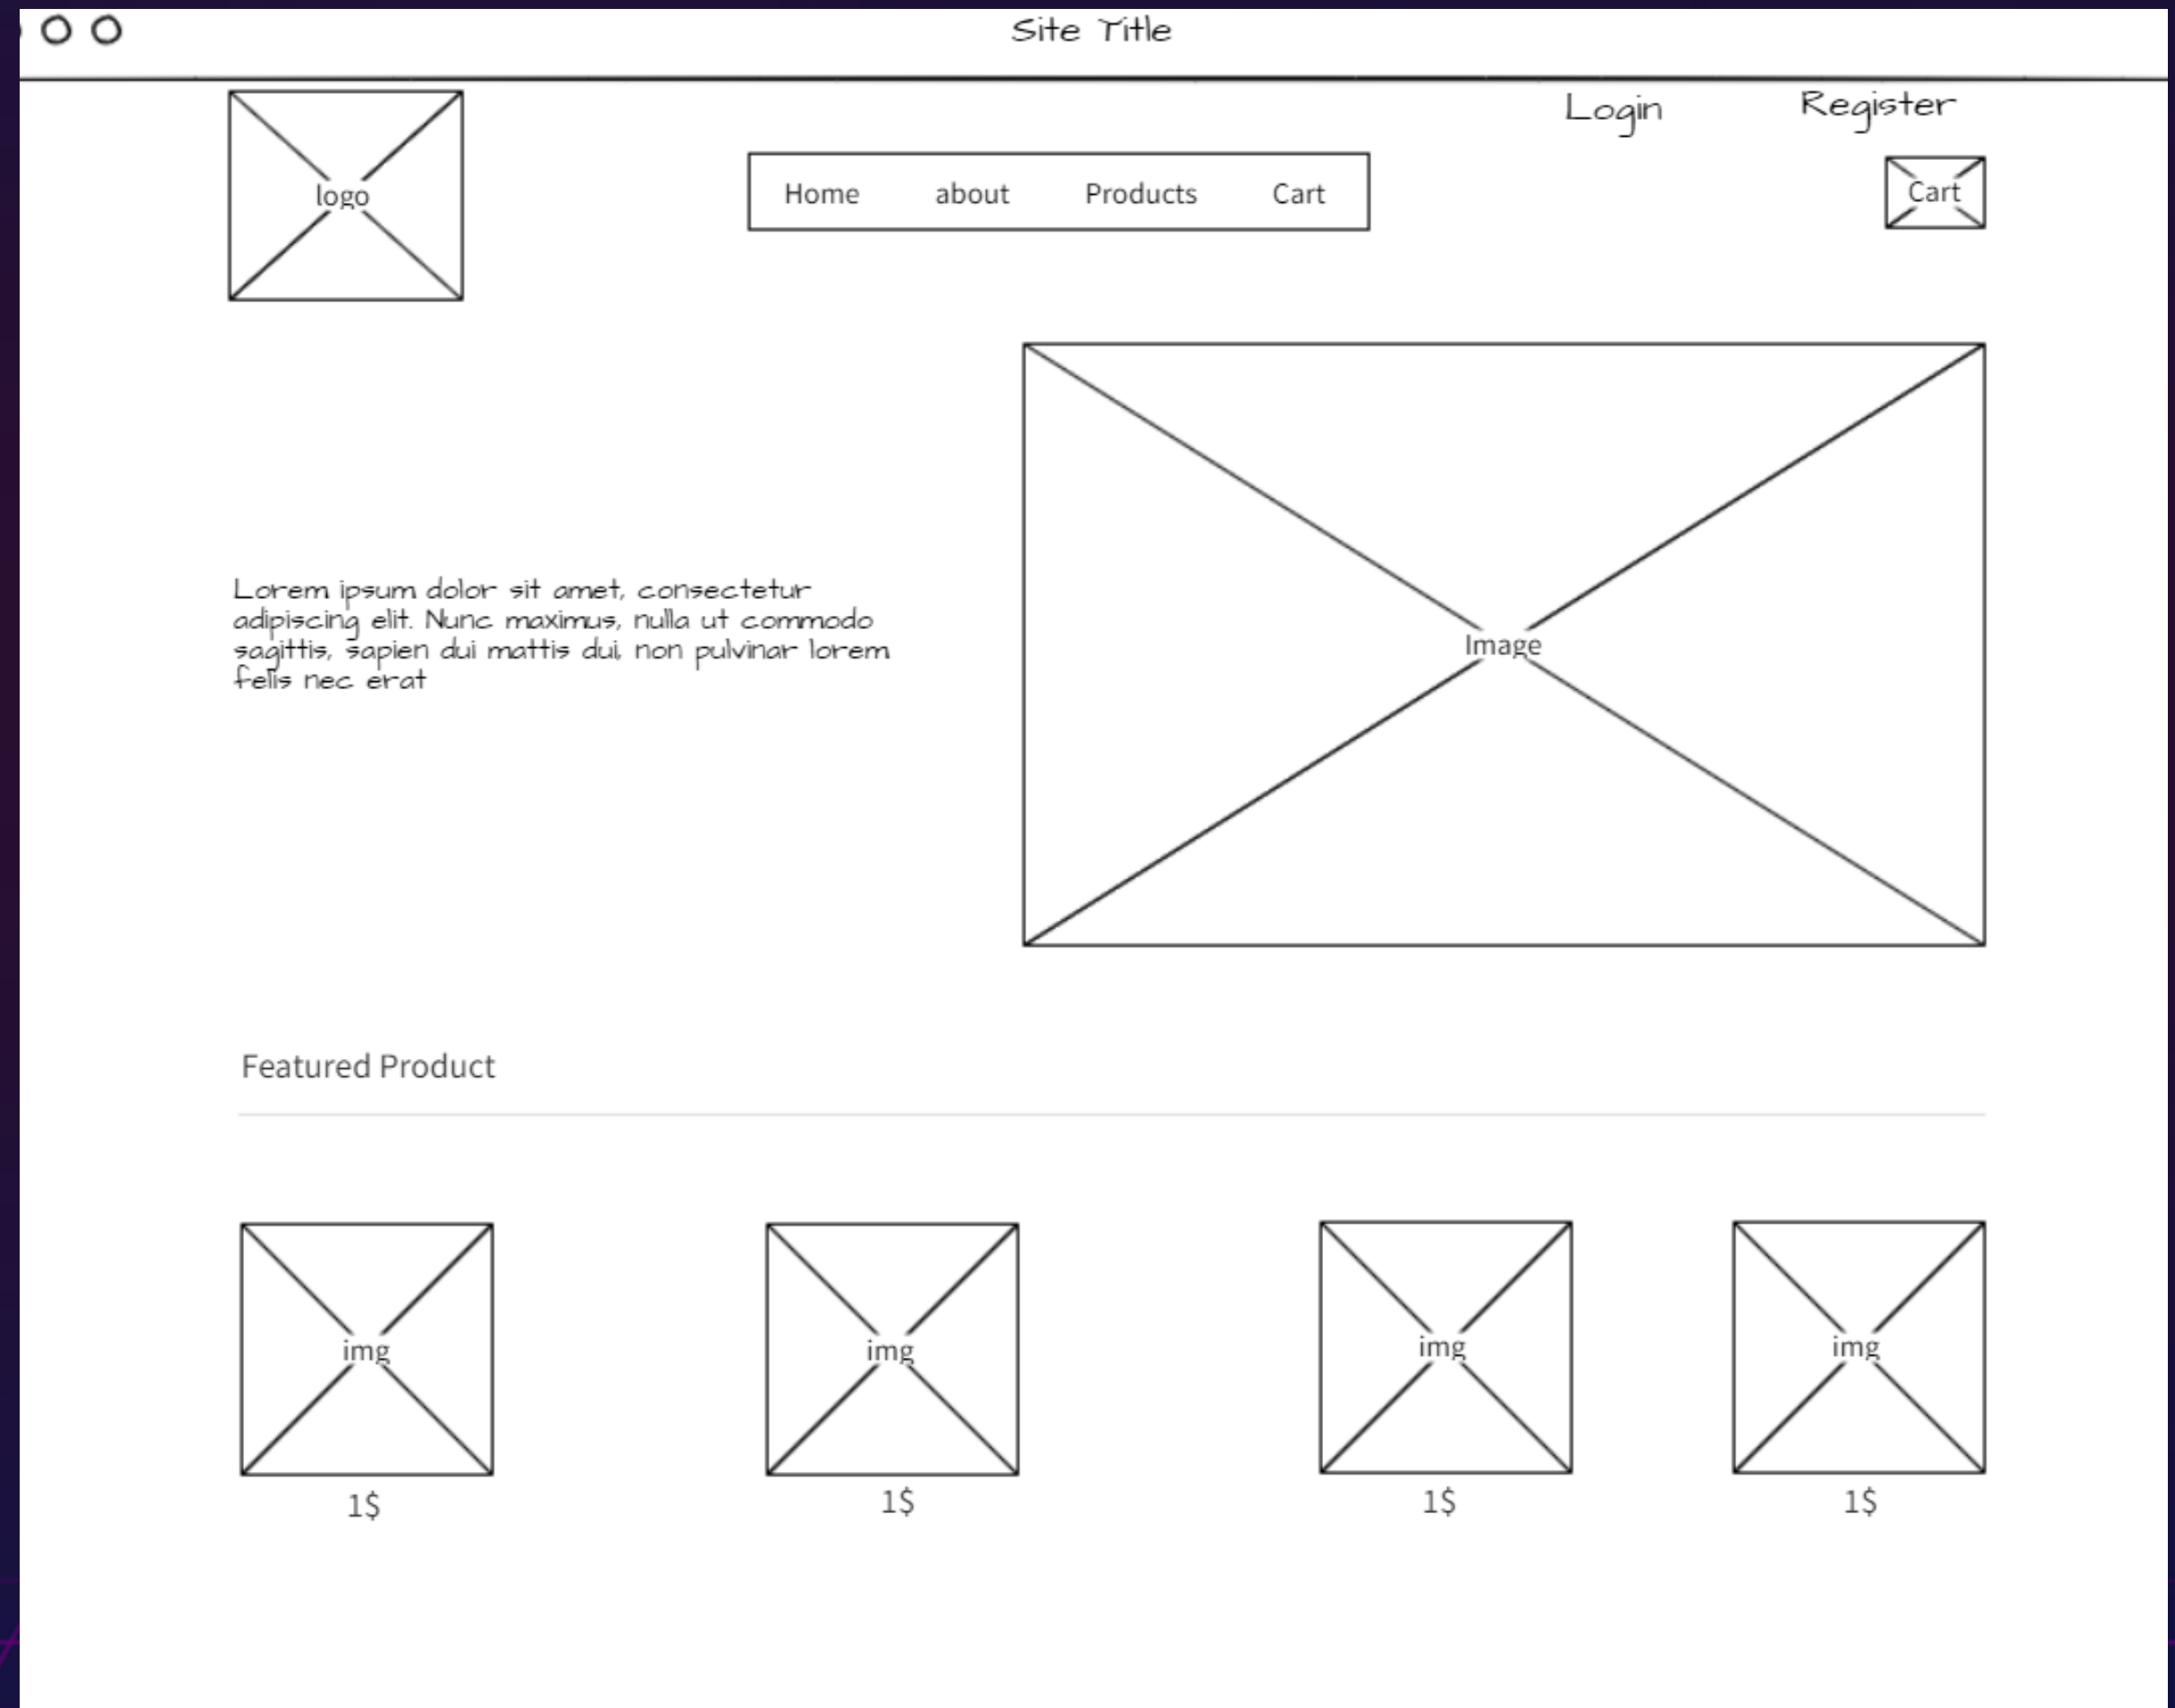 Site Title
Login
Register
logo
Home
about
Products
Cart
Cart
Lorem ipsum dolor sit amet, consectetur
adipiscing elit. Nunc maximus, nulla ut commodo
sagittis, sapien dui mattis dui, non pulvinar lorem
felis nec erat
Image
Featured Product
img
img
img
img
1$
1$
1$
1$